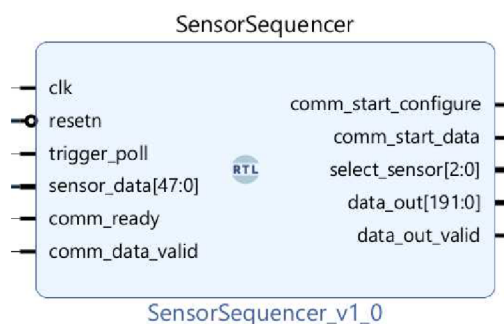 SensorSequencer
clk
resetn
trigger_poll
sensor_data[47:0]
comm_ready
comm_data_valid
RTL
comm_start_configure
comm_start_data
select_sensor[2:0]
data_out[191:0]
data_out_valid
SensorSequencer_v1_0